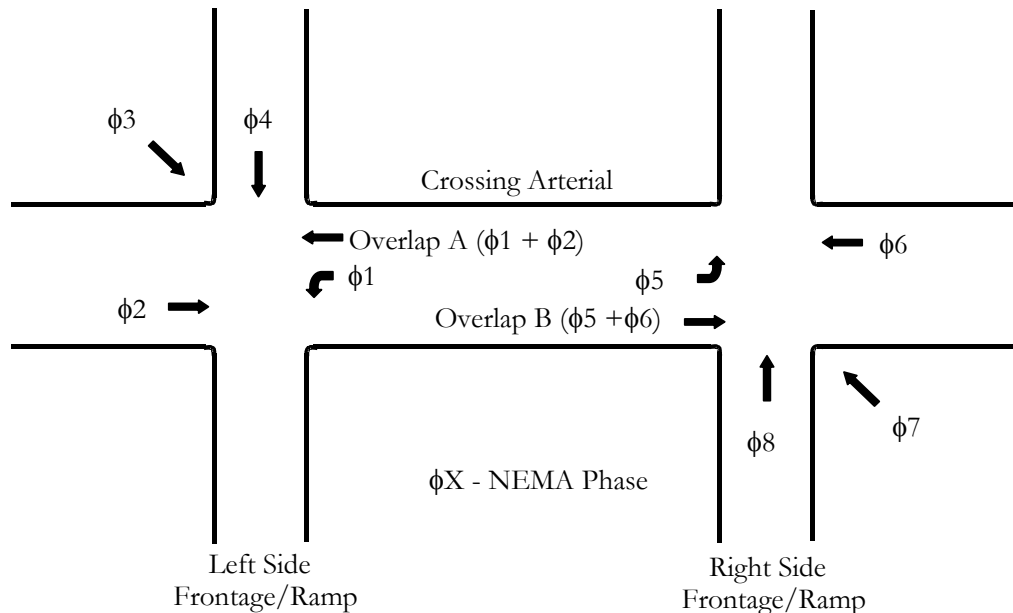 ϕ3
ϕ4
Crossing Arterial
Overlap A (ϕ1 + ϕ2)
ϕ6
ϕ1
ϕ5
ϕ2
Overlap B (ϕ5 +ϕ6)
ϕ8
ϕ7
ϕX - NEMA Phase
Left Side
Frontage/Ramp
Right Side
Frontage/Ramp